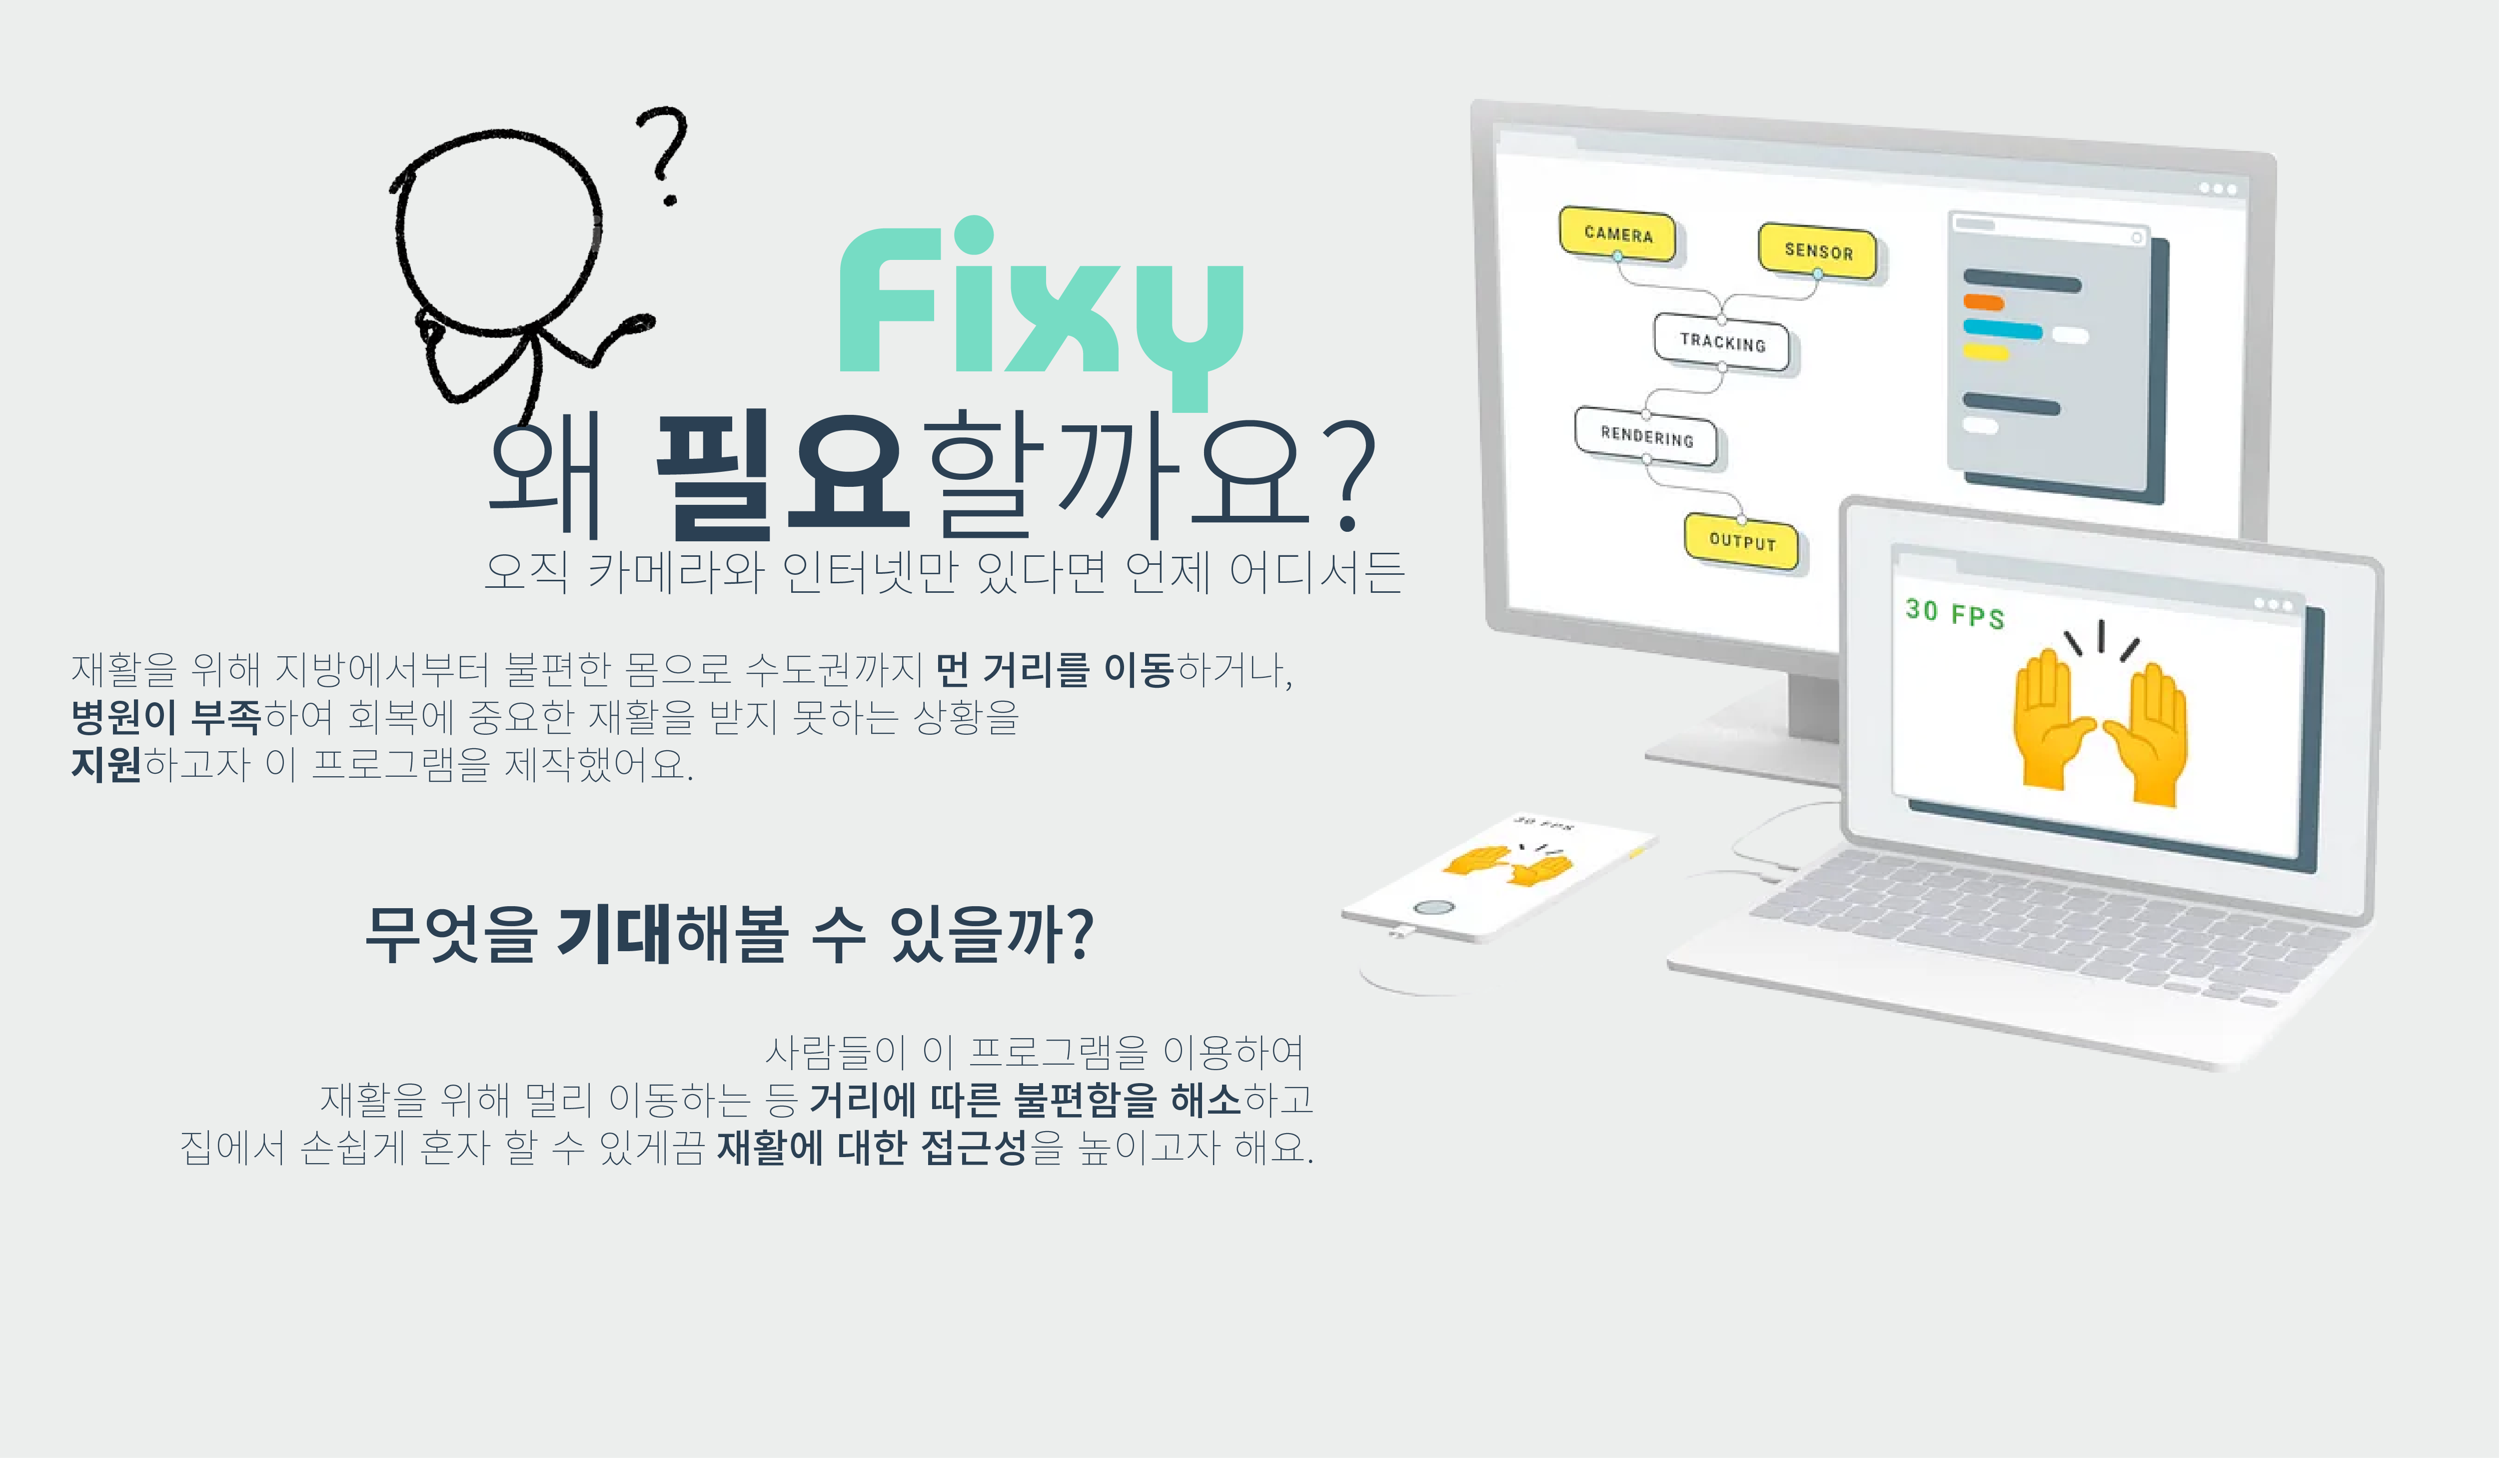 ?
Fixy
왜 필요할까요?
오직 카메라와 인터넷만 있다면 언제 어디서든
재활을 위해 지방에서부터 불편한 몸으로 수도권까지 먼 거리를 이동하거나,
병원이 부족하여 회복에 중요한 재활을 받지 못하는 상황을
지원하고자 이 프로그램을 제작했어요.
무엇을 기대해볼 수 있을까?
사람들이 이 프로그램을 이용하여
재활을 위해 멀리 이동하는 등 거리에 따른 불편함을 해소하고
집에서 손쉽게 혼자 할 수 있게끔 재활에 대한 접근성을 높이고자 해요.
CAMERA
SENSOR
TRACKING
RENDERING
OUTPUT
30 FPS
30 FPS